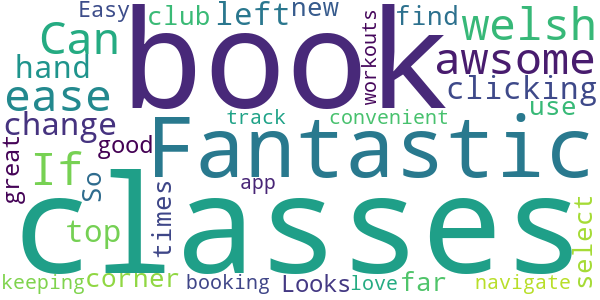 Easy club left new find
Can book welsh
hand workouts awsome
ease clicking
change Fantastic use
track convenient
great If So good app
classes
top times select
corner
keeping booking Looks love far navigate